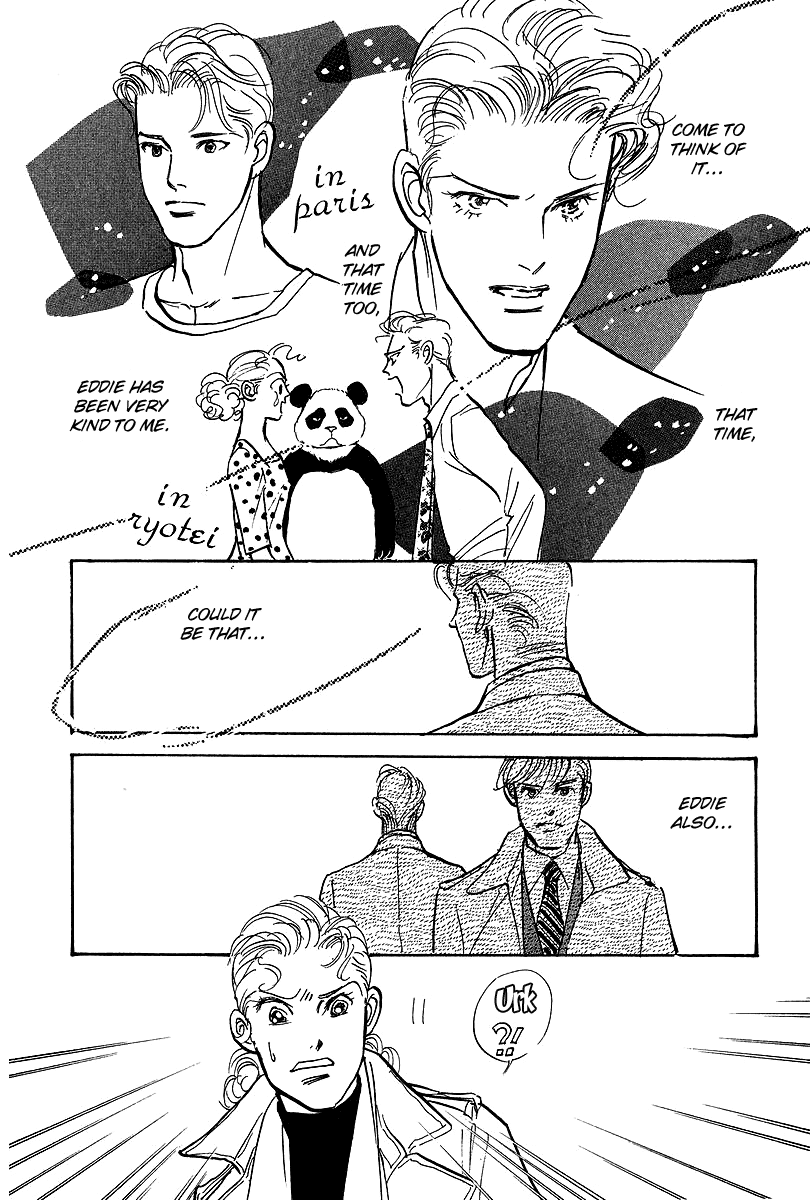 COME TO
THINK OF
IT...
in
paris
AND
THAT
TIME
TOO,
THAT
TIME,
EDDIE HAS
BEEN VERY
KIND TO ME.
in
ryotei
COULD IT
BE THAT...
EDDIE
ALSO...
Urk
?!